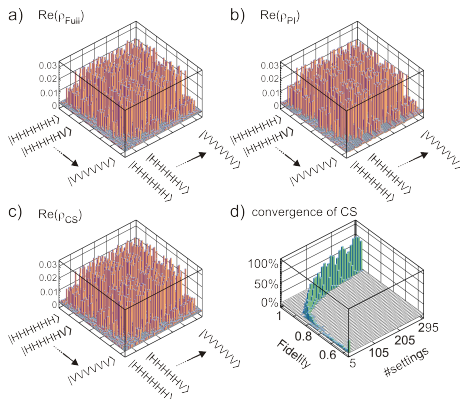 a) Re(ρFull)
0.03
0.02
0.01
0
|HHHHHH⟩
|HHHHHV⟩
|VVVVVV⟩
|HHHHHH⟩
|HHHHHV⟩
|VVVVVV⟩
b) Re(ρPI)
0.03
0.02
0.01
0
|HHHHHH⟩
|HHHHHV⟩
|VVVVVV⟩
|HHHHHH⟩
|HHHHHV⟩
|VVVVVV⟩
c) Re(ρCS)
0.03
0.02
0.01
0
|HHHHHH⟩
|HHHHHV⟩
|VVVVVV⟩
|HHHHHH⟩
|HHHHHV⟩
|VVVVVV⟩
d) convergence of CS
100%
50%
0%
1
0.8
0.6
Fidelity
5
105
205
295
#settings